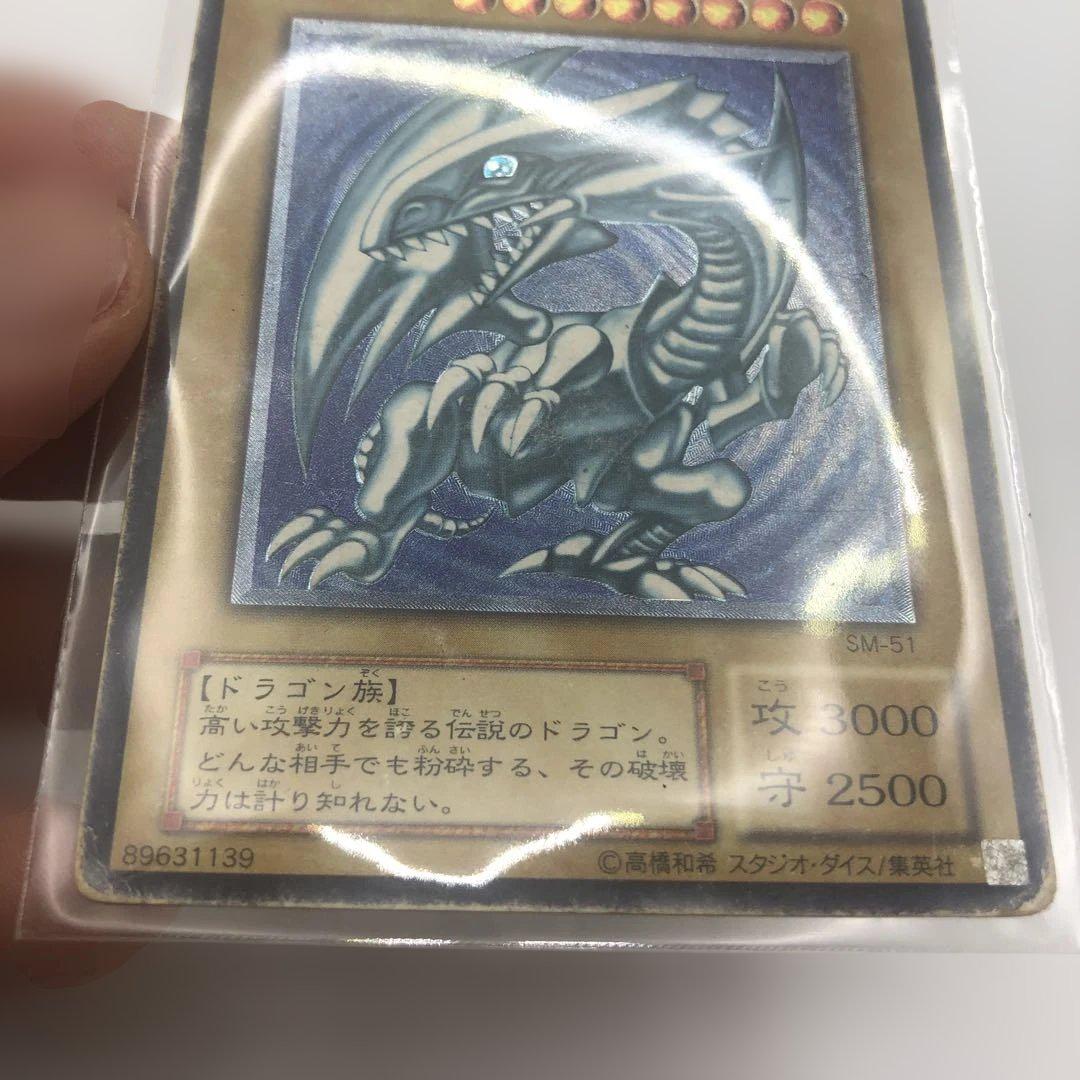 SM-51
【ドラゴン族】
高い攻撃力を誇る伝説のドラゴン。
どんな相手でも粉砕する、その破壊
力は計り知れない。
攻 3000
守 2500
89631139
©高橋和希 スタジオ・ダイス/集英社